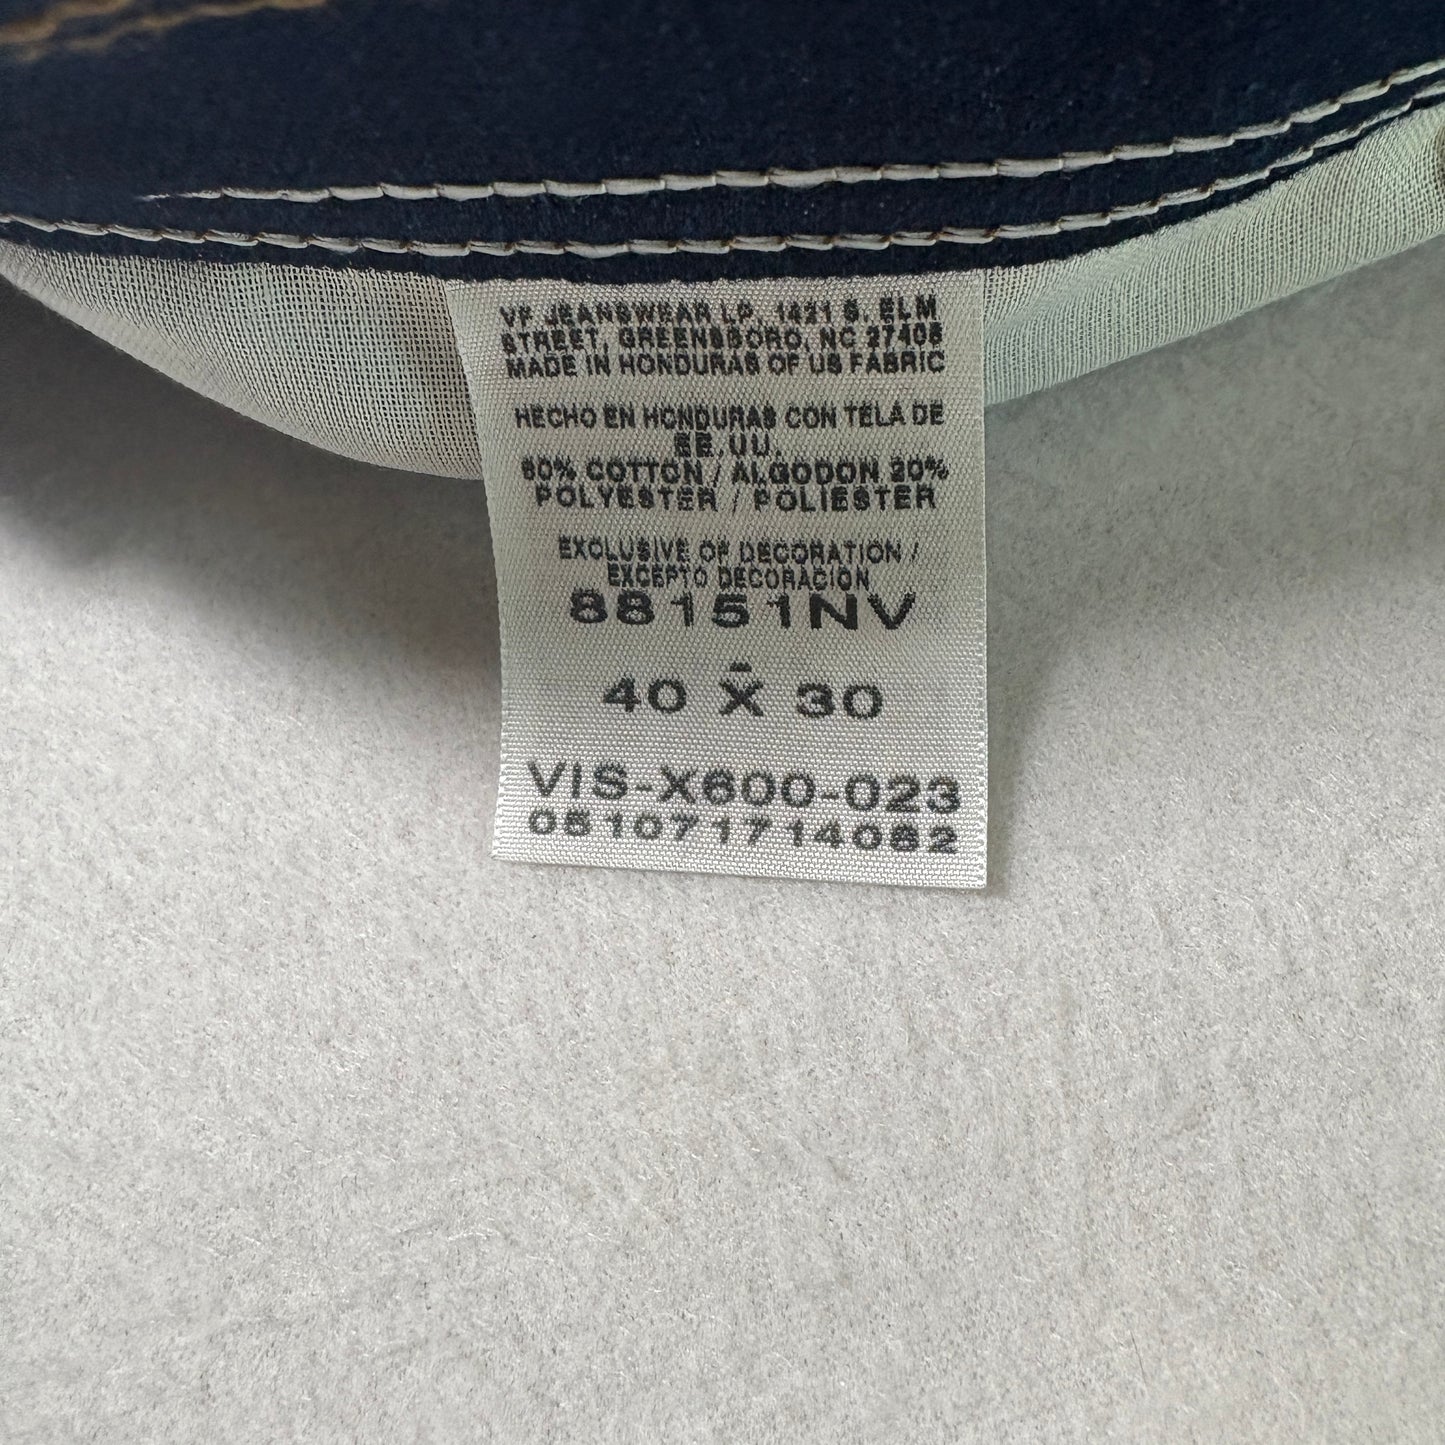 VF JEANSWEAR LP, 1421 S. ELM
STREET, GREENSBORO, NC 27406
MADE IN HONDURAS OF US FABRIC
HECHO EN HONDURAS CON TELA DE
EE.UU.
80% COTTON / ALGODON 20%
POLYESTER / POLIESTER
EXCLUSIVE OF DECORATION /
EXCEPTO DECORACION
88151NV
-
40 X 30
VIS-X600-023
051071714082